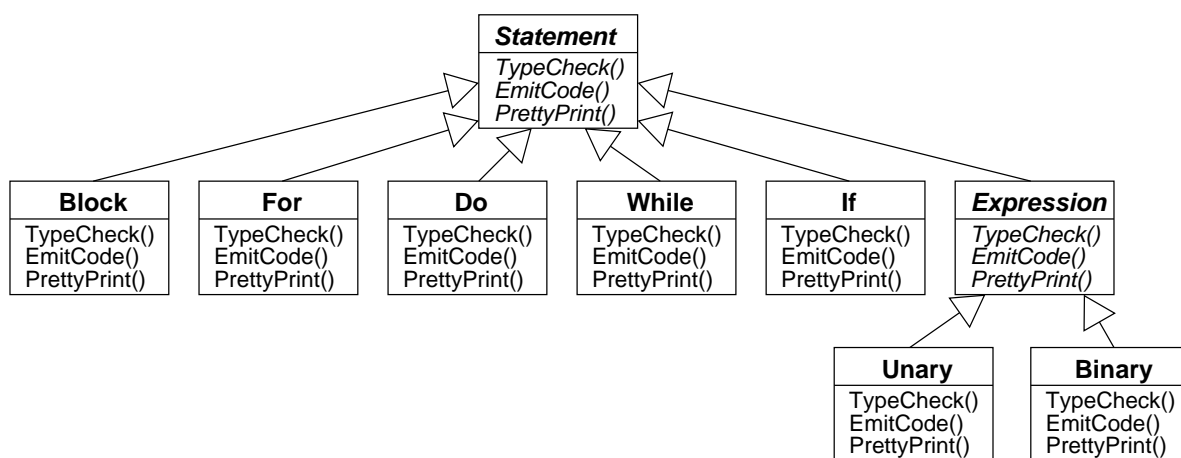 Statement
TypeCheck()
EmitCode()
PrettyPrint()
Block
TypeCheck()
EmitCode()
PrettyPrint()
For
TypeCheck()
EmitCode()
PrettyPrint()
Do
TypeCheck()
EmitCode()
PrettyPrint()
While
TypeCheck()
EmitCode()
PrettyPrint()
If
TypeCheck()
EmitCode()
PrettyPrint()
Expression
TypeCheck()
EmitCode()
PrettyPrint()
Unary
TypeCheck()
EmitCode()
PrettyPrint()
Binary
TypeCheck()
EmitCode()
PrettyPrint()